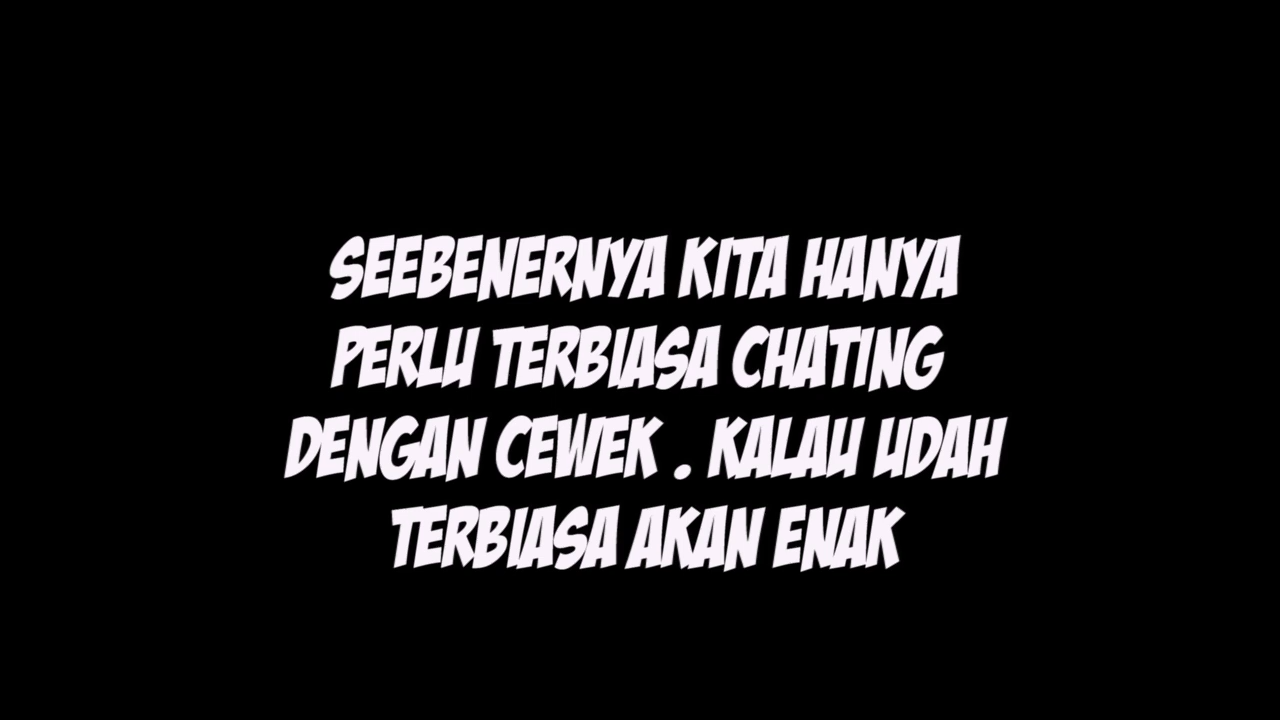 SEEBENERNYA KITA HANYA
PERLU TERBIASA CHATING
DENGAN CEWEK . KALAU UDAH
TERBIASA AKAN ENAK